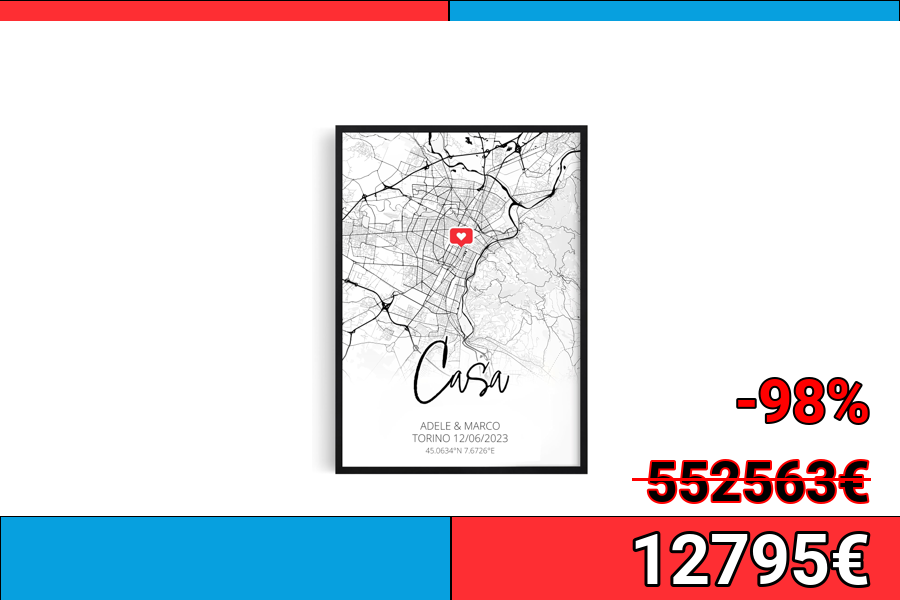 Casa
ADELE & MARCO
TORINO 12/06/2023
45.0634°N 7.6726°E
-98%
552563€
12795€